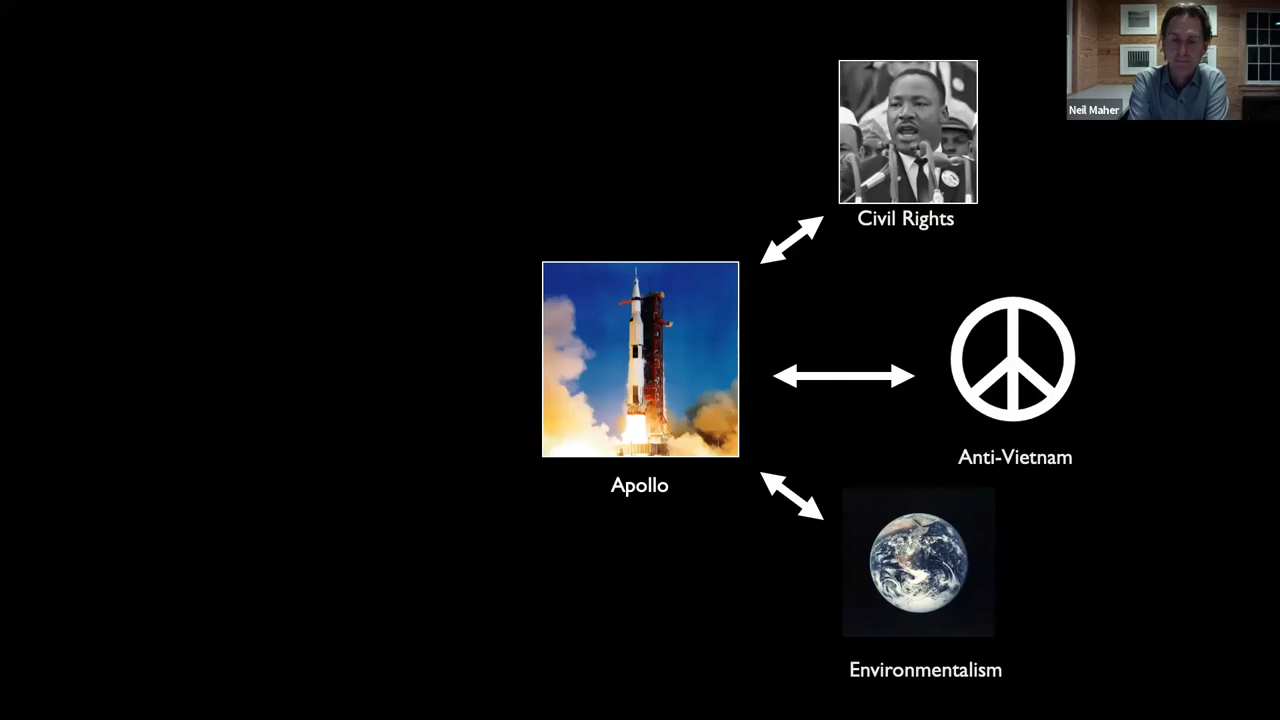 Neil Maher
Civil Rights
Apollo
Anti-Vietnam
Environmentalism